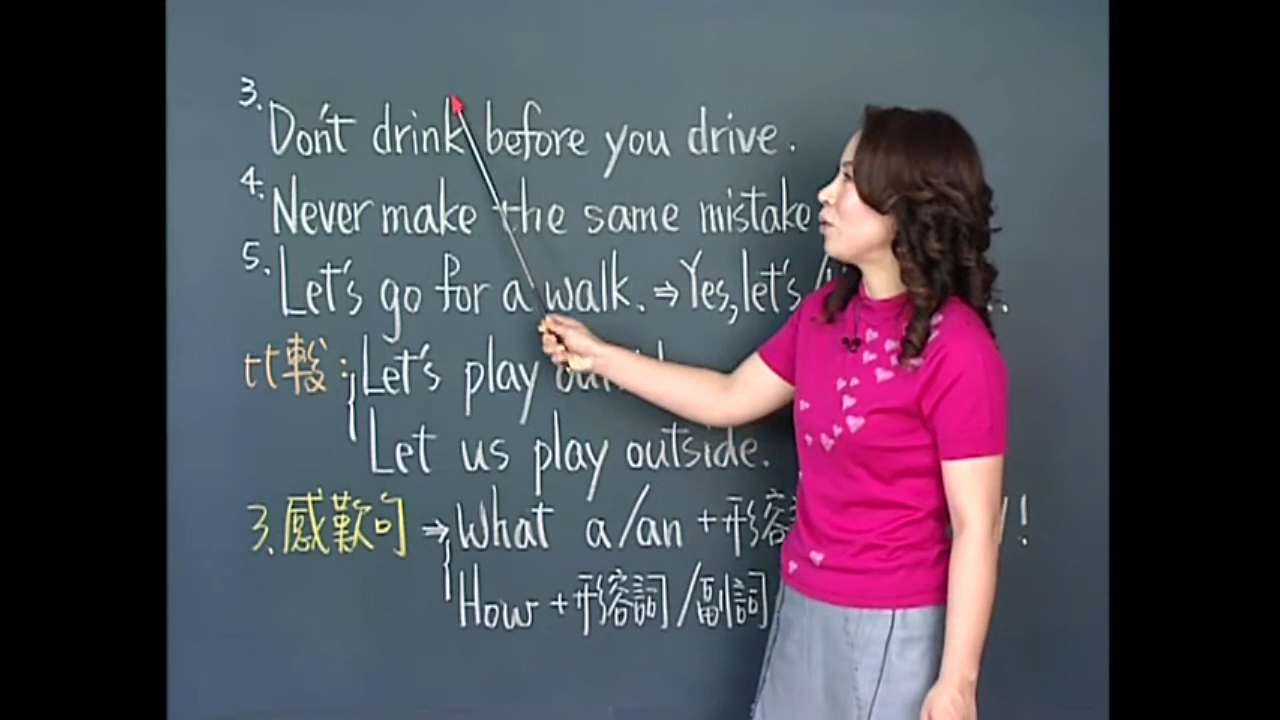 3. Don't drink before you drive.
4. Never make the same mistake
5. Let's go for a walk. ⇒ Yes, let's /
比較: Let's play
Let us play outside.
3. 感歎句 ⇒ What a/an + 形容 !
How + 形容詞/副詞